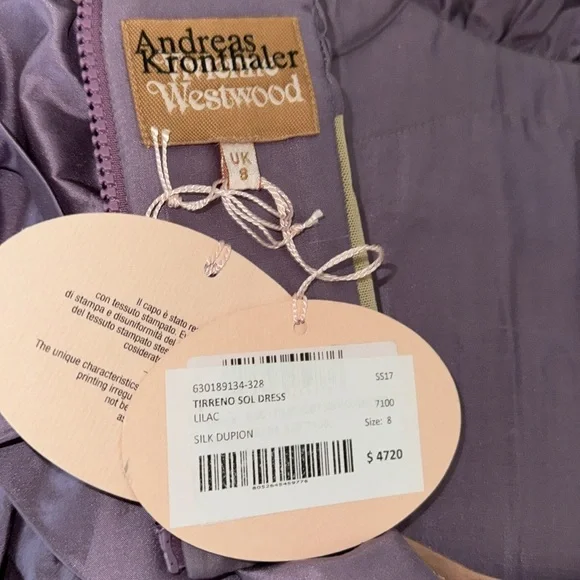 Andreas
Kronthaler
Vivienne
Westwood
UK
8
Il capo è stato re
con tessuto stampato. E
di stampa e disuniformità de
del tessuto stampato ste
considerat
The unique characteristics
printing irregu
not be
as
630189134-328 SS17
TIRRENO SOL DRESS
LILAC 7100
SILK DUPION Size: 8
$ 4720